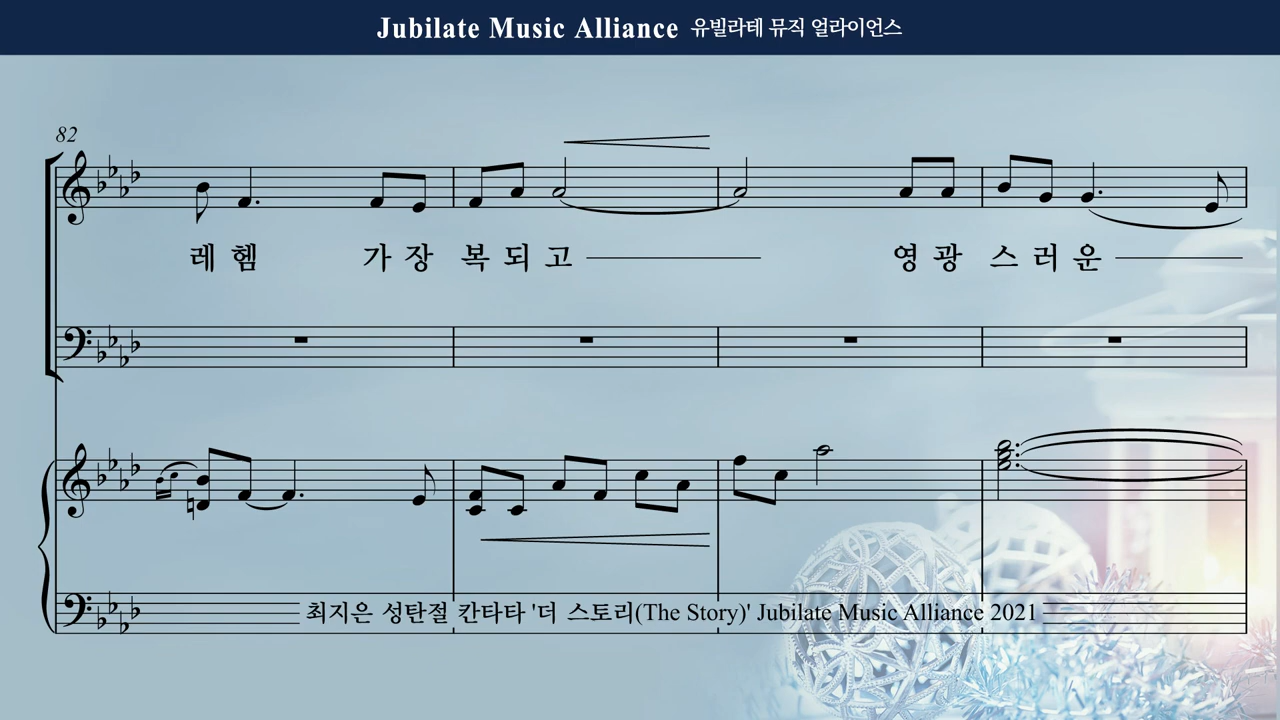 Jubilate Music Alliance 유빌라테 뮤직 얼라이언스
82
레 헴 가 장 복 되 고 영 광 스 러 운
최지은 성탄절 칸타타 '더 스토리(The Story)' Jubilate Music Alliance 2021